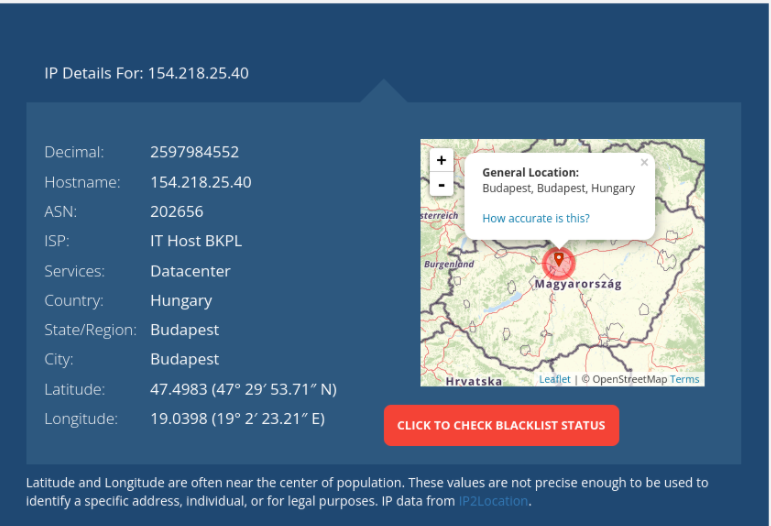 IP Details For: 154.218.25.40
Decimal: 2597984552
Hostname: 154.218.25.40
ASN: 202656
ISP: IT Host BKPL
Services: Datacenter
Country: Hungary
State/Region: Budapest
City: Budapest
Latitude: 47.4983 (47° 29′ 53.71″ N)
Longitude: 19.0398 (19° 2′ 23.21″ E)
+
-
×
General Location:
Budapest, Budapest, Hungary
How accurate is this?
sterreich
Burgenland
Magyarország
Hrvatska
Leaflet | © OpenStreetMap Terms
CLICK TO CHECK BLACKLIST STATUS
Latitude and Longitude are often near the center of population. These values are not precise enough to be used to
identify a specific address, individual, or for legal purposes. IP data from IP2Location.